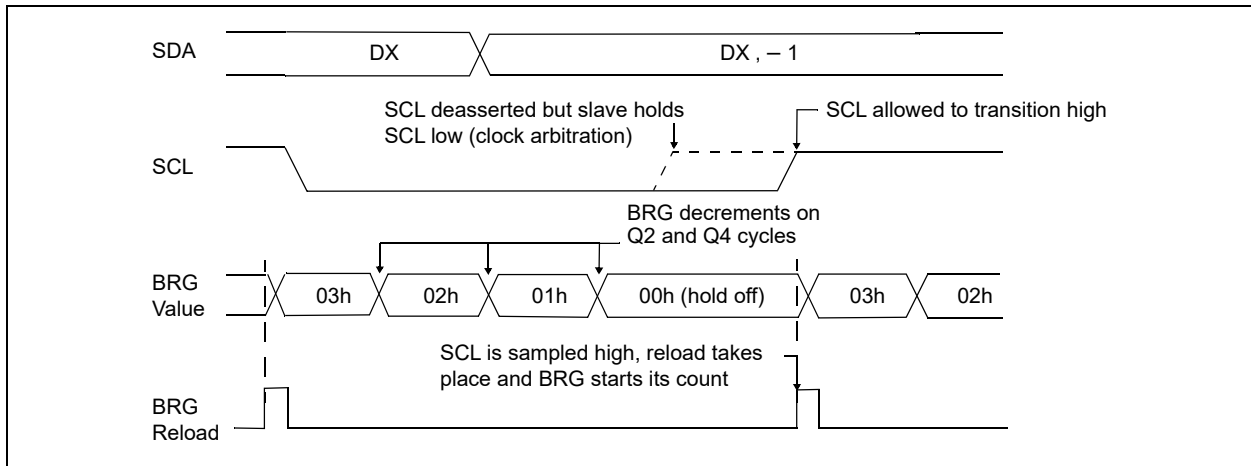 SDA
DX
DX , – 1
SCL deasserted but slave holds
SCL low (clock arbitration)
SCL allowed to transition high
SCL
BRG decrements on
Q2 and Q4 cycles
BRG
Value
03h
02h
01h
00h (hold off)
03h
02h
SCL is sampled high, reload takes
place and BRG starts its count
BRG
Reload